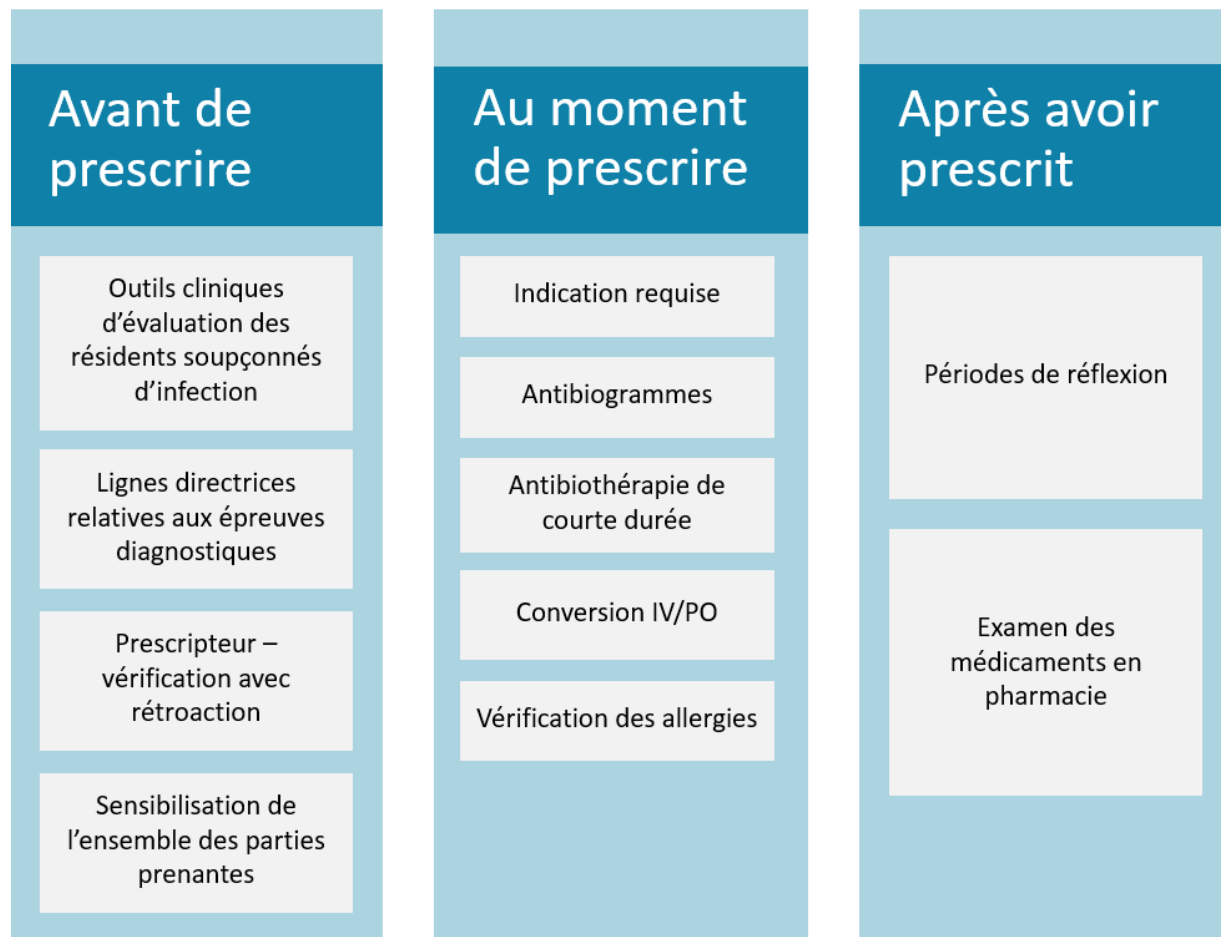 Avant de
prescrire
Outils cliniques
d’évaluation des
résidents soupçonnés
d’infection
Lignes directrices
relatives aux épreuves
diagnostiques
Prescripteur –
vérification avec
rétroaction
Sensibilisation de
l’ensemble des parties
prenantes
Au moment
de prescrire
Indication requise
Antibiogrammes
Antibiothérapie de
courte durée
Conversion IV/PO
Vérification des allergies
Après avoir
prescrit
Périodes de réflexion
Examen des
médicaments en
pharmacie